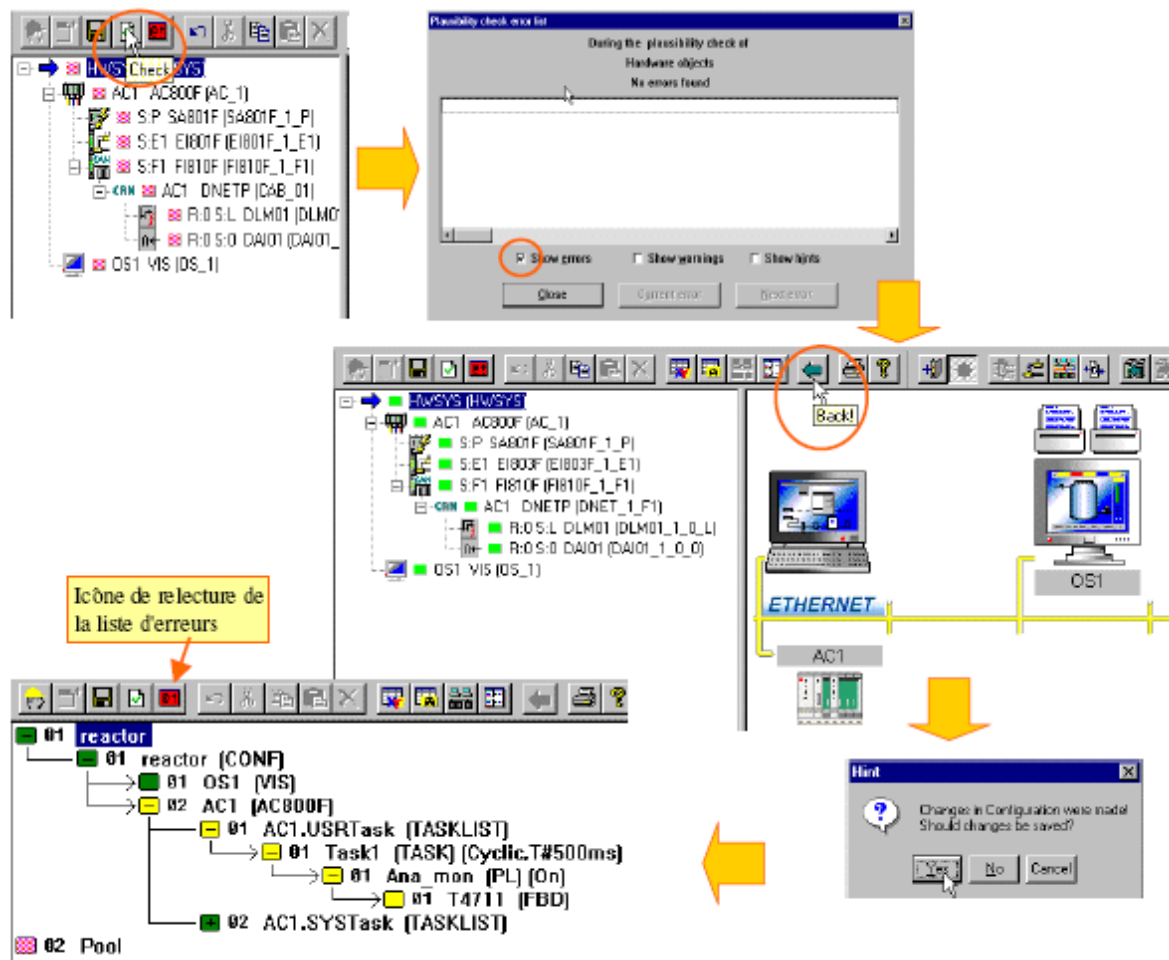 HWSYS (HWSYS)
Check
AC1 AC800F (AC_1)
S:P SA801F (SA801F_1_P)
S:E1 EI801F (EI801F_1_E1)
S:F1 FI810F (FI810F_1_F1)
CAN AC1 DNETP (CAB_01)
R:0 S:L DLM01 (DLM0
R:0 S:0 DAI01 (DAI01_
OS1 VIS (OS_1)
Plausibility check error list
During the plausibility check of
Hardware objects
No errors found
Show errors Show warnings Show hints
Close Current error Next error
HWSYS (HWSYS)
AC1 AC800F (AC_1)
S:P SA801F (SA801F_1_P)
S:E1 EI803F (EI803F_1_E1)
S:F1 FI810F (FI810F_1_F1)
CAN AC1 DNETP (DNET_1_F1)
R:0 S:L DLM01 (DLM01_1_0_L)
R:0 S:0 DAI01 (DAI01_1_0_0)
OS1 VIS (OS_1)
Back!
OS1
ETHERNET
AC1
Icône de relecture de
la liste d'erreurs
01 reactor
01 reactor (CONF)
01 OS1 (VIS)
02 AC1 (AC800F)
01 AC1.USRTask (TASKLIST)
01 Task1 (TASK) (Cyclic.T#500ms)
01 Ana_mon (PL) (On)
01 T4711 (FBD)
02 AC1.SYSTask (TASKLIST)
02 Pool
Hint
Changes in Configuration were made!
Should changes be saved?
Yes No Cancel